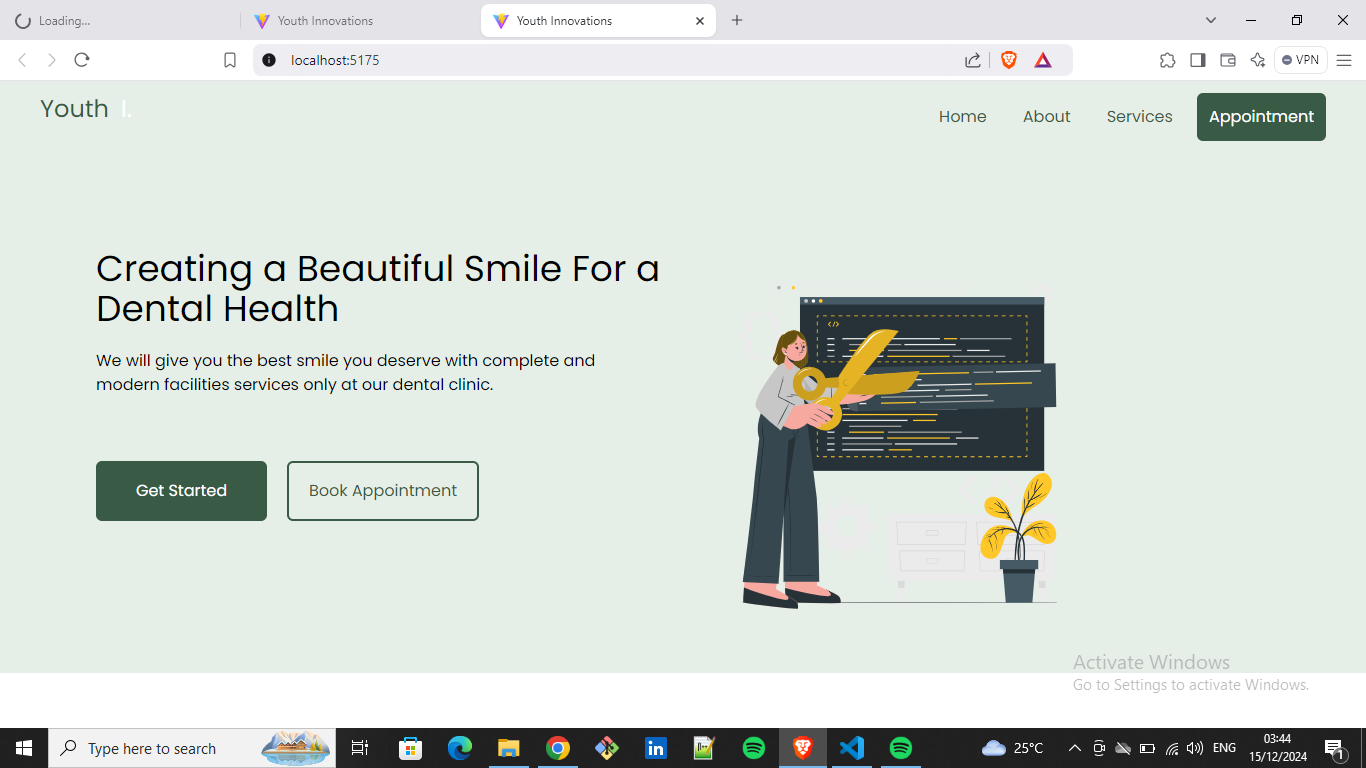 Loading...
Youth Innovations
Youth Innovations
localhost:5175
VPN
Youth I.
Home
About
Services
Appointment
Creating a Beautiful Smile For a
Dental Health
We will give you the best smile you deserve with complete and
modern facilities services only at our dental clinic.
Get Started
Book Appointment
</>
Activate Windows
Go to Settings to activate Windows.
Type here to search
25°C
ENG
03:44
15/12/2024
1